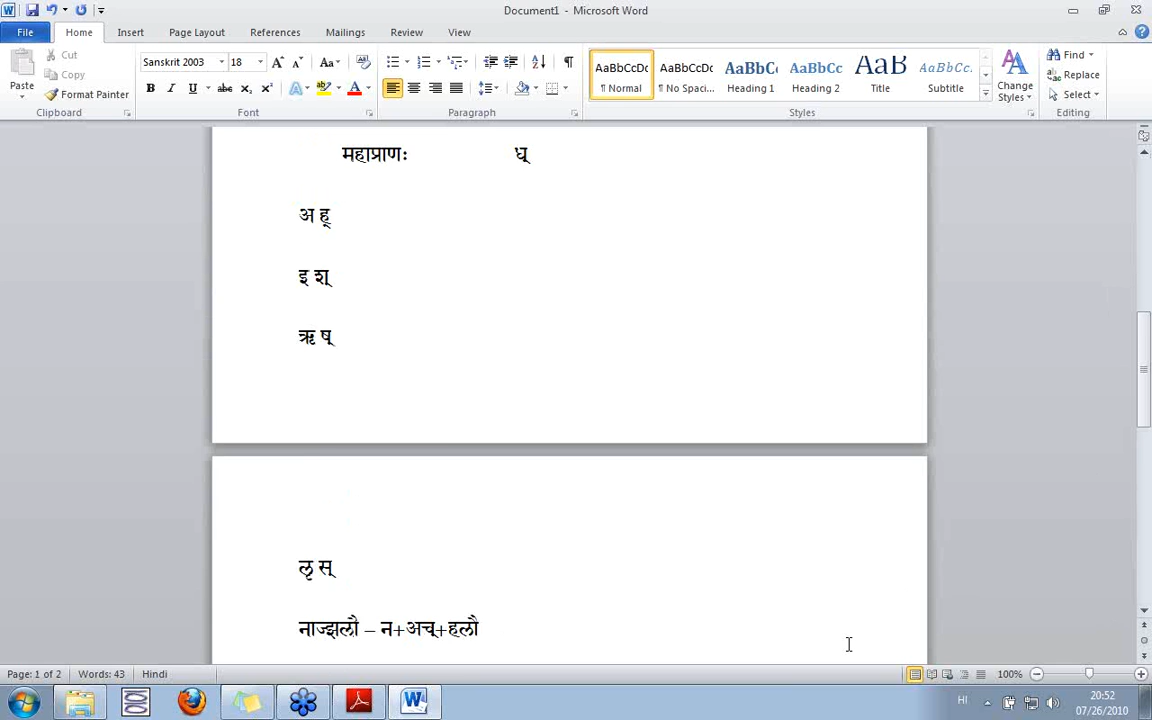 Document1 - Microsoft Word
File Home Insert Page Layout References Mailings Review View
Cut
Copy
Format Painter
Paste
Clipboard
Sanskrit 2003 18
Font
Paragraph
AaBbCcDc AaBbCcDc AaBbC AaBbCc AaB AaBbCc.
¶ Normal ¶ No Spaci... Heading 1 Heading 2 Title Subtitle
Styles
Change Styles
Find
Replace
Select
Editing
महाप्राणः ध्
अ ह्
इ श्
ऋ ष्
लृ स्
नाज्झलौ – न+अच्+हलौ
Page: 1 of 2 Words: 43 Hindi 100%
HI 20:52
07/26/2010